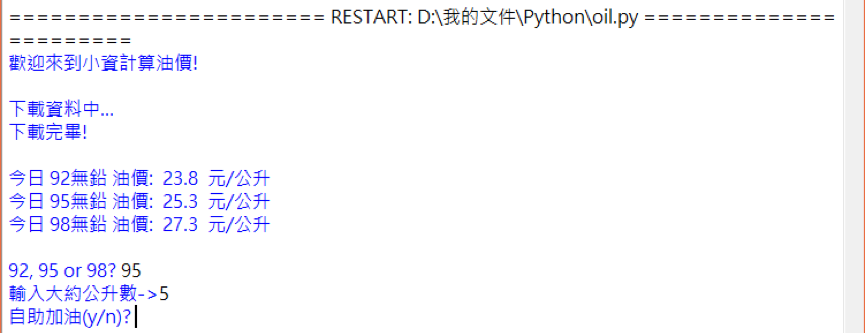 ======================= RESTART: D:\我的文件\Python\oil.py ==============
=========
歡迎來到小資計算油價!
下載資料中...
下載完畢!
今日 92無鉛 油價:  23.8  元/公升
今日 95無鉛 油價:  25.3  元/公升
今日 98無鉛 油價:  27.3  元/公升
92, 95 or 98? 95
輸入大約公升數->5
自助加油(y/n)?